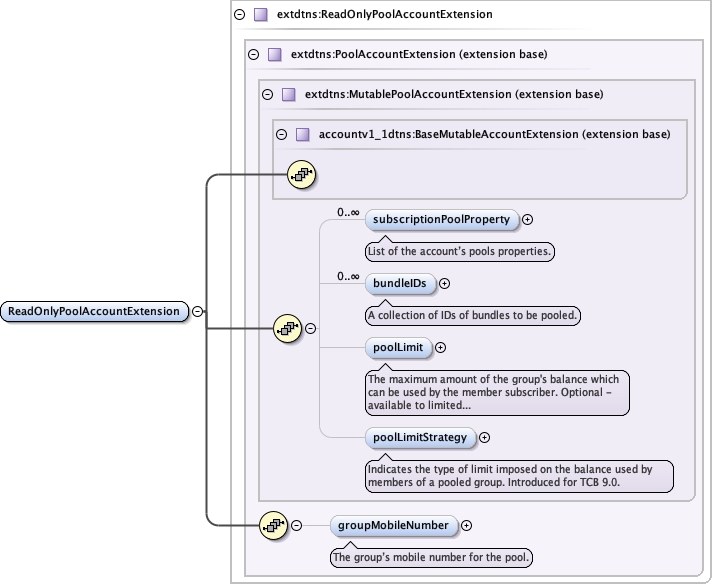 extdtns:ReadOnlyPoolAccountExtension
extdtns:PoolAccountExtension (extension base)
extdtns:MutablePoolAccountExtension (extension base)
accountv1_1dtns:BaseMutableAccountExtension (extension base)
0..∞
subscriptionPoolProperty
List of the account's pools properties.
0..∞
bundleIDs
A collection of IDs of bundles to be pooled.
ReadOnlyPoolAccountExtension
poolLimit
The maximum amount of the group's balance which
can be used by the member subscriber. Optional -
available to limited...
poolLimitStrategy
Indicates the type of limit imposed on the balance used by
members of a pooled group. Introduced for TCB 9.0.
groupMobileNumber
The group's mobile number for the pool.